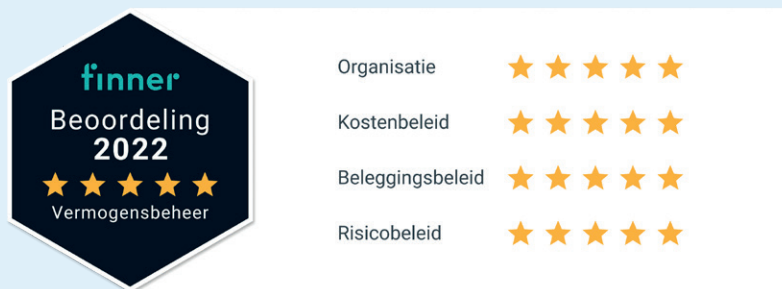 finner
Beoordeling
2022
Vermogensbeheer
Organisatie
Kostenbeleid
Beleggingsbeleid
Risicobeleid